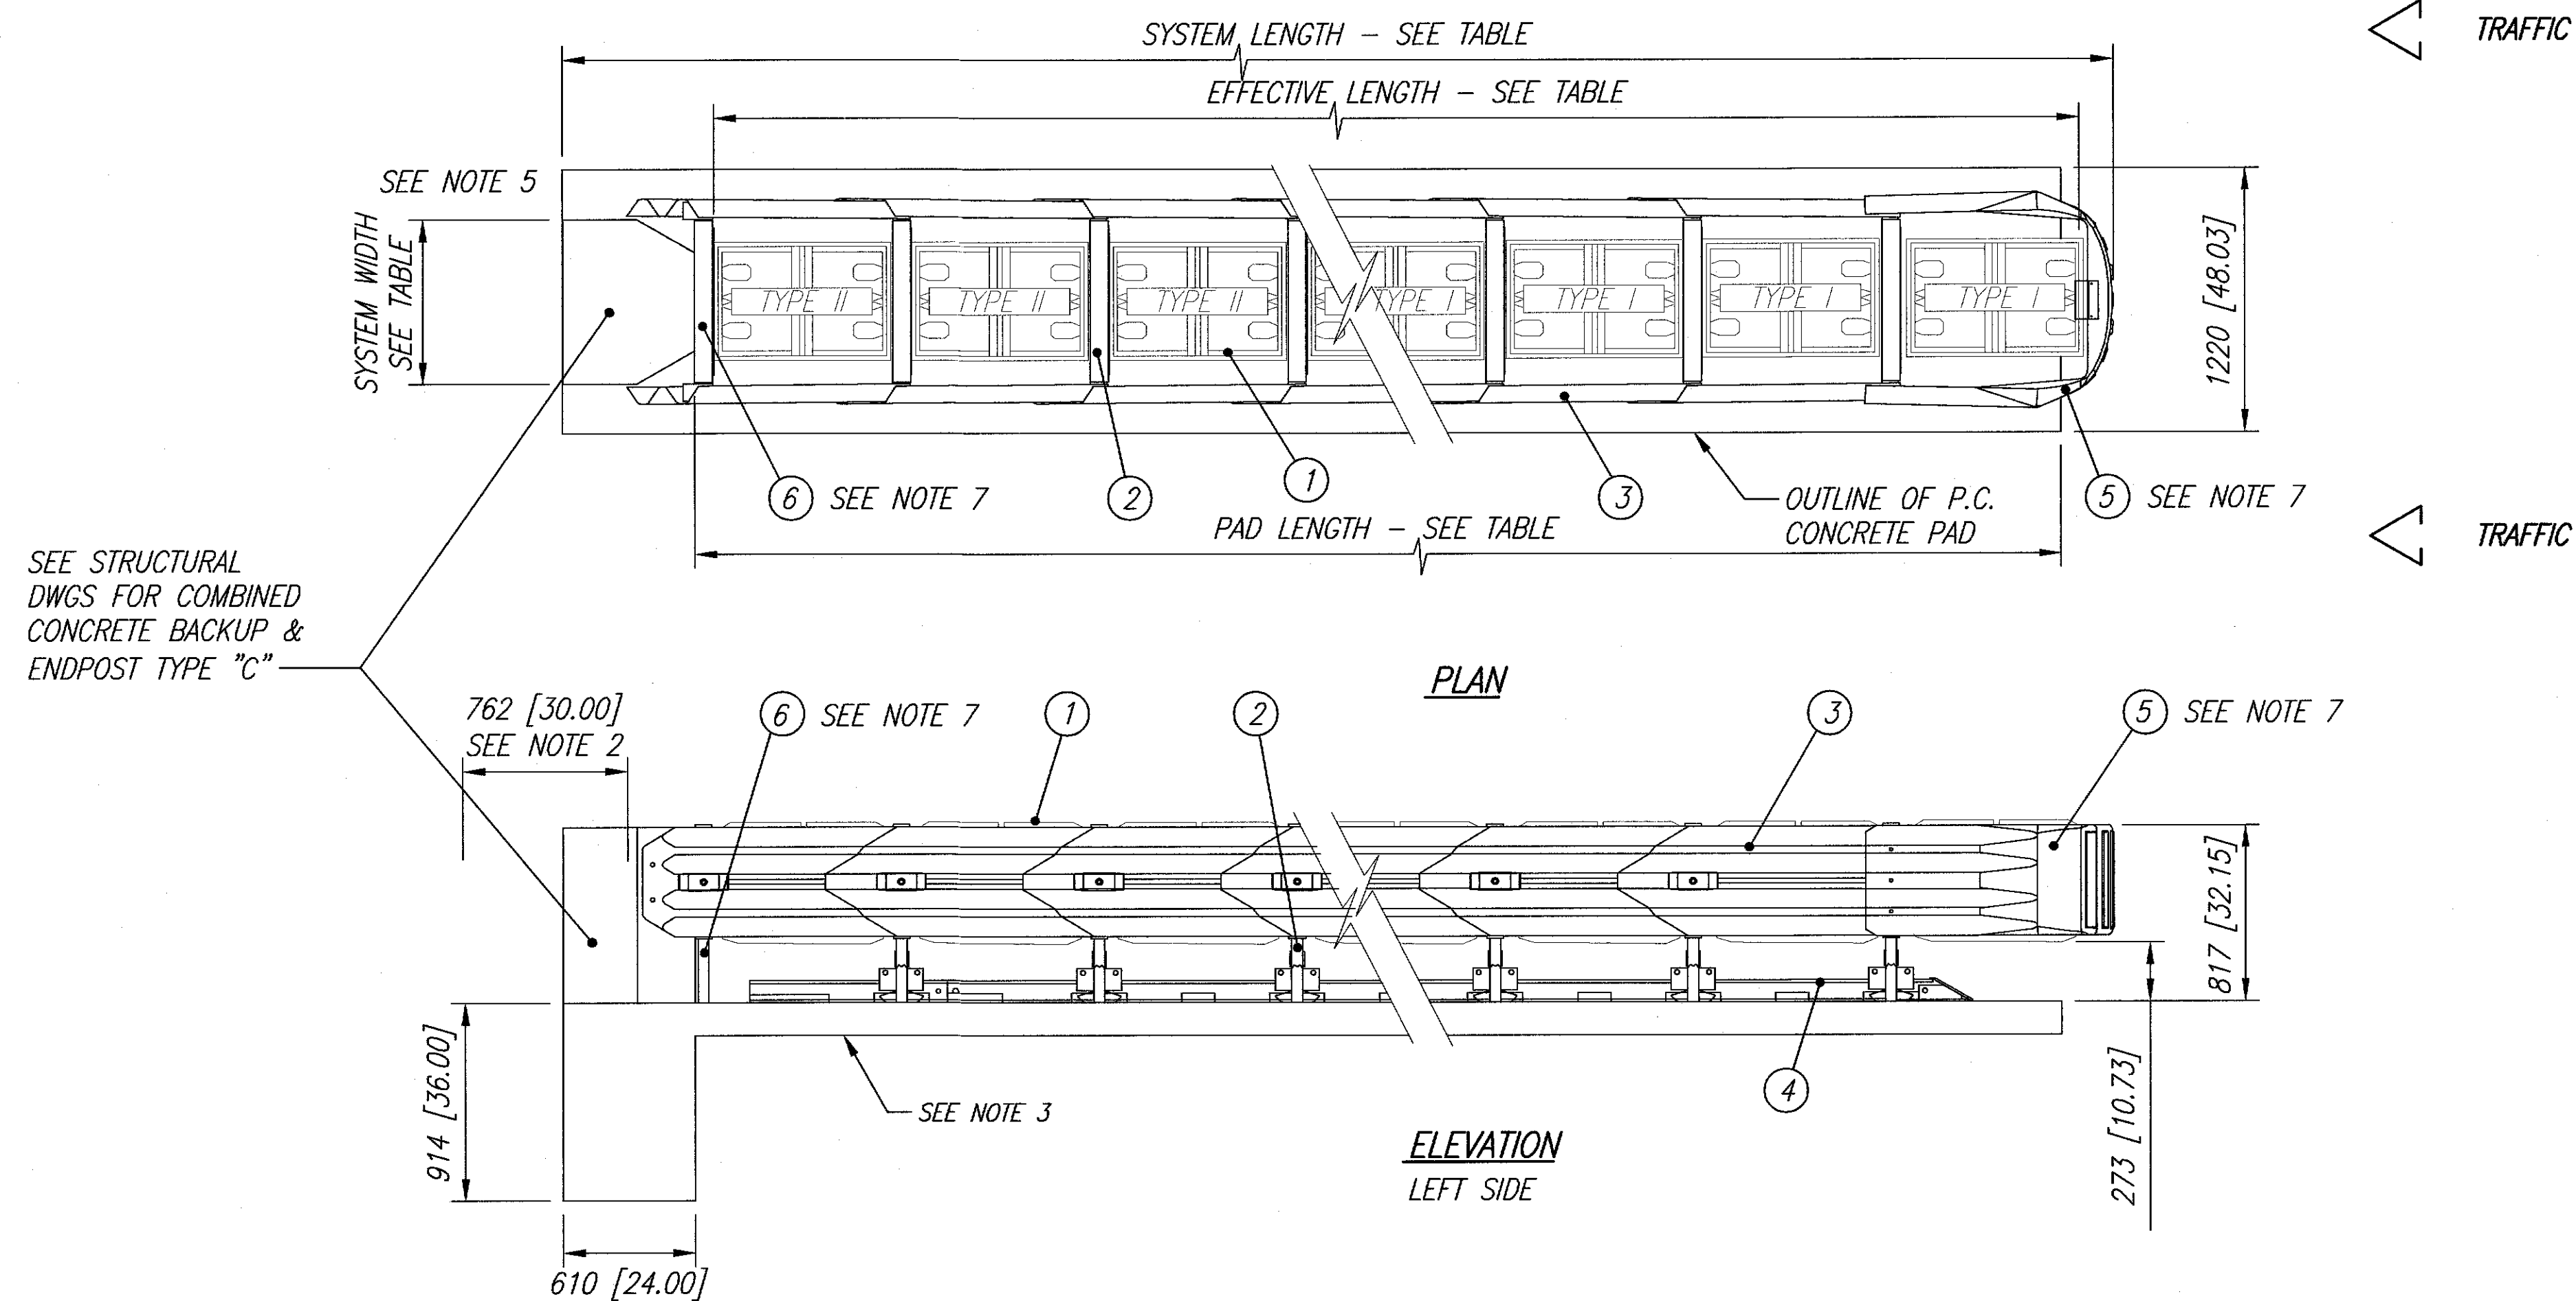 SYSTEM LENGTH – SEE TABLE
TRAFFIC
EFFECTIVE LENGTH – SEE TABLE
SEE NOTE 5
SYSTEM WIDTH
SEE TABLE
TYPE II
TYPE II
TYPE II
TYPE I
TYPE I
TYPE I
TYPE I
1220 [48.03]
6 SEE NOTE 7
2
1
3
OUTLINE OF P.C.
CONCRETE PAD
5 SEE NOTE 7
PAD LENGTH – SEE TABLE
TRAFFIC
SEE STRUCTURAL
DWGS FOR COMBINED
CONCRETE BACKUP &
ENDPOST TYPE "C"
PLAN
762 [30.00]
SEE NOTE 2
6 SEE NOTE 7
1
2
3
5 SEE NOTE 7
817 [32.15]
273 [10.73]
914 [36.00]
SEE NOTE 3
4
ELEVATION
LEFT SIDE
610 [24.00]